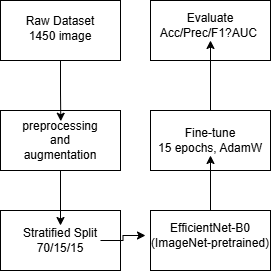 Raw Dataset
1450 image
preprocessing
and
augmentation
Stratified Split
70/15/15
EfficientNet-B0
(ImageNet-pretrained)
Fine-tune
15 epochs, AdamW
Evaluate
Acc/Prec/F1?AUC